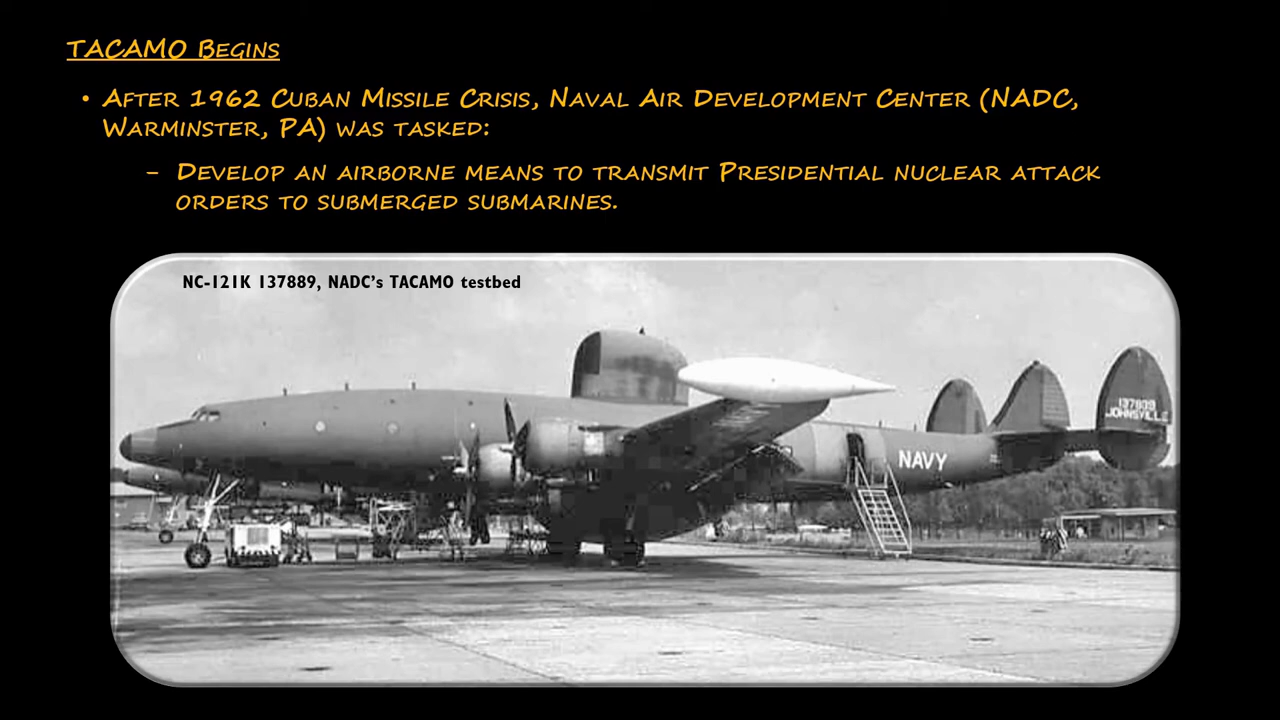 TACAMO Begins
• After 1962 Cuban Missile Crisis, Naval Air Development Center (NADC,
Warminster, PA) was tasked:
– Develop an airborne means to transmit Presidential nuclear attack
orders to submerged submarines.
NC-121K 137889, NADC's TACAMO testbed
JOHNSVILLE
NAVY